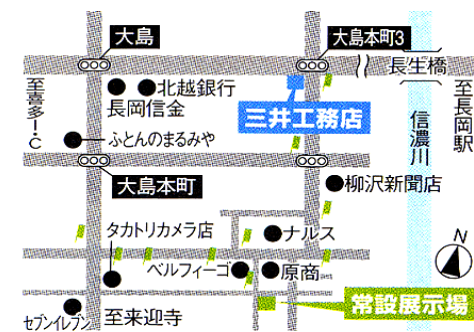 大島
大島本町3
長生橋
北越銀行
長岡信金
三井工務店
至喜多I・C
至長岡駅
信濃川
ふとんのまるみや
大島本町
柳沢新聞店
タカトリカメラ店
ナルス
N
ベルフィーゴ
原商
常設展示場
セブンイレブン
至来迎寺